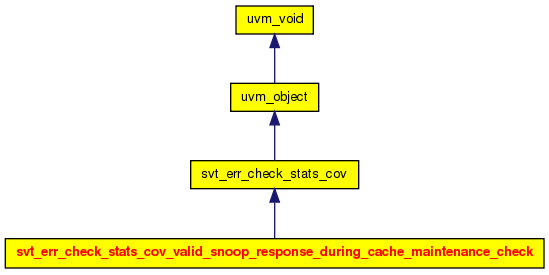 uvm_void
uvm_object
svt_err_check_stats_cov
svt_err_check_stats_cov_valid_snoop_response_during_cache_maintenance_check